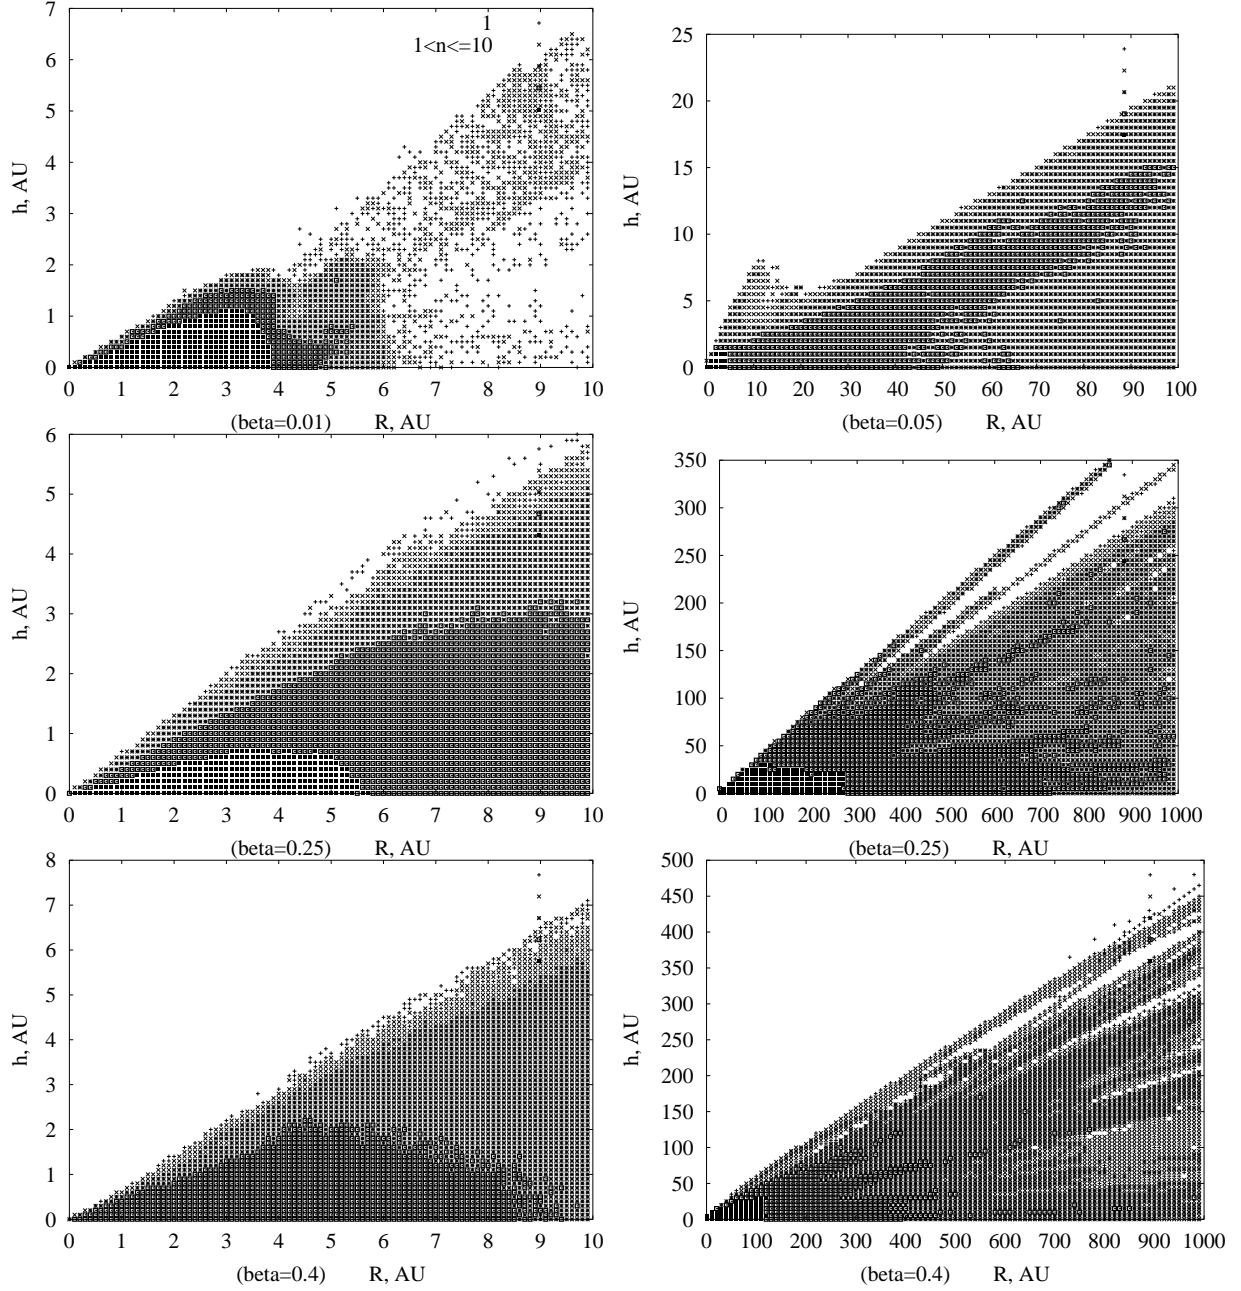 7
6
5
4
3
2
1
0
h, AU
1
1<n<=10
0 1 2 3 4 5 6 7 8 9 10
(beta=0.01) R, AU
25
20
15
10
5
0
h, AU
0 10 20 30 40 50 60 70 80 90 100
(beta=0.05) R, AU
6
5
4
3
2
1
0
h, AU
0 1 2 3 4 5 6 7 8 9 10
(beta=0.25) R, AU
350
300
250
200
150
100
50
0
h, AU
0 100 200 300 400 500 600 700 800 900 1000
(beta=0.25) R, AU
8
7
6
5
4
3
2
1
0
h, AU
0 1 2 3 4 5 6 7 8 9 10
(beta=0.4) R, AU
500
450
400
350
300
250
200
150
100
50
0
h, AU
0 100 200 300 400 500 600 700 800 900 1000
(beta=0.4) R, AU